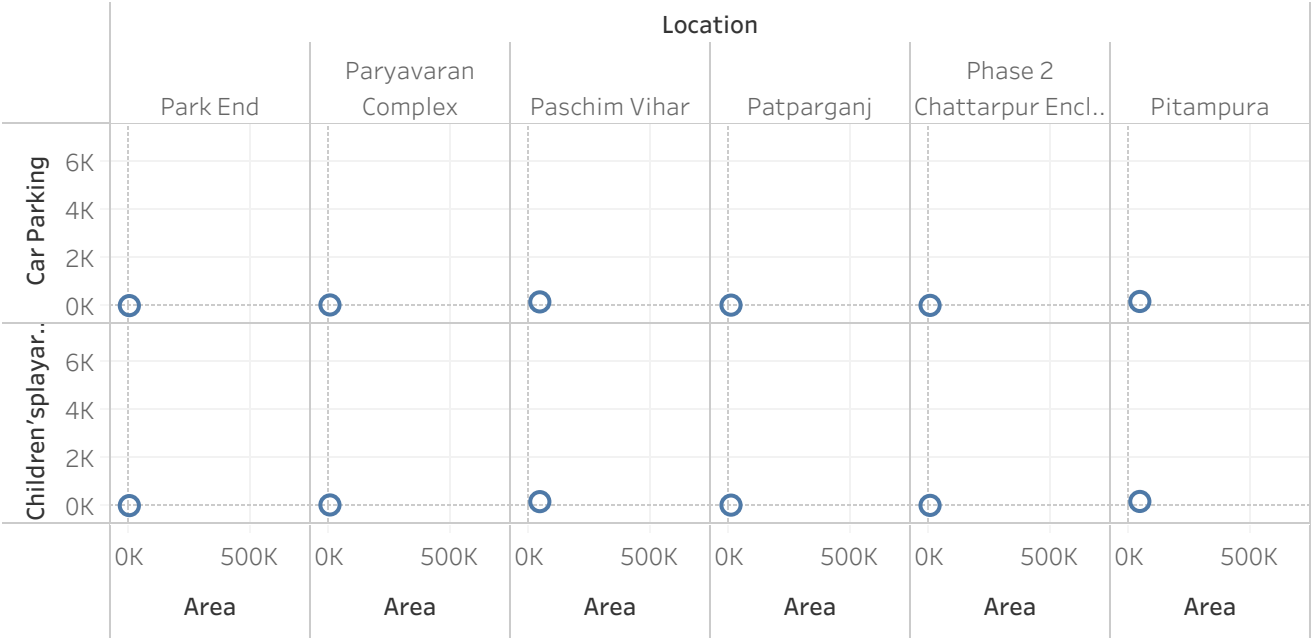 Location
Park End
Paryavaran
Complex
Paschim Vihar
Patparganj
Phase 2
Chattarpur Encl..
Pitampura
Car Parking
6K
4K
2K
0K
Children'splayar..
6K
4K
2K
0K
0K 500K 0K 500K 0K 500K 0K 500K 0K 500K 0K 500K
Area Area Area Area Area Area